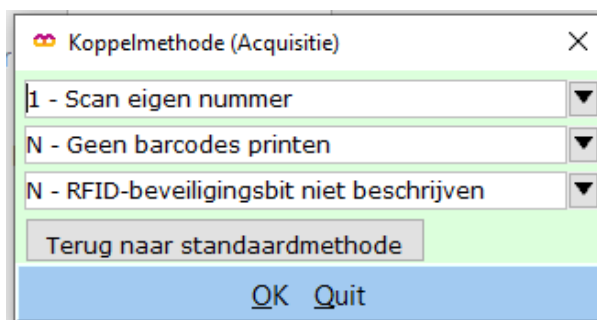 Koppelmethode (Acquisitie)
1 - Scan eigen nummer
N - Geen barcodes printen
N - RFID-beveiligingsbit niet beschrijven
Terug naar standaardmethode
OK Quit